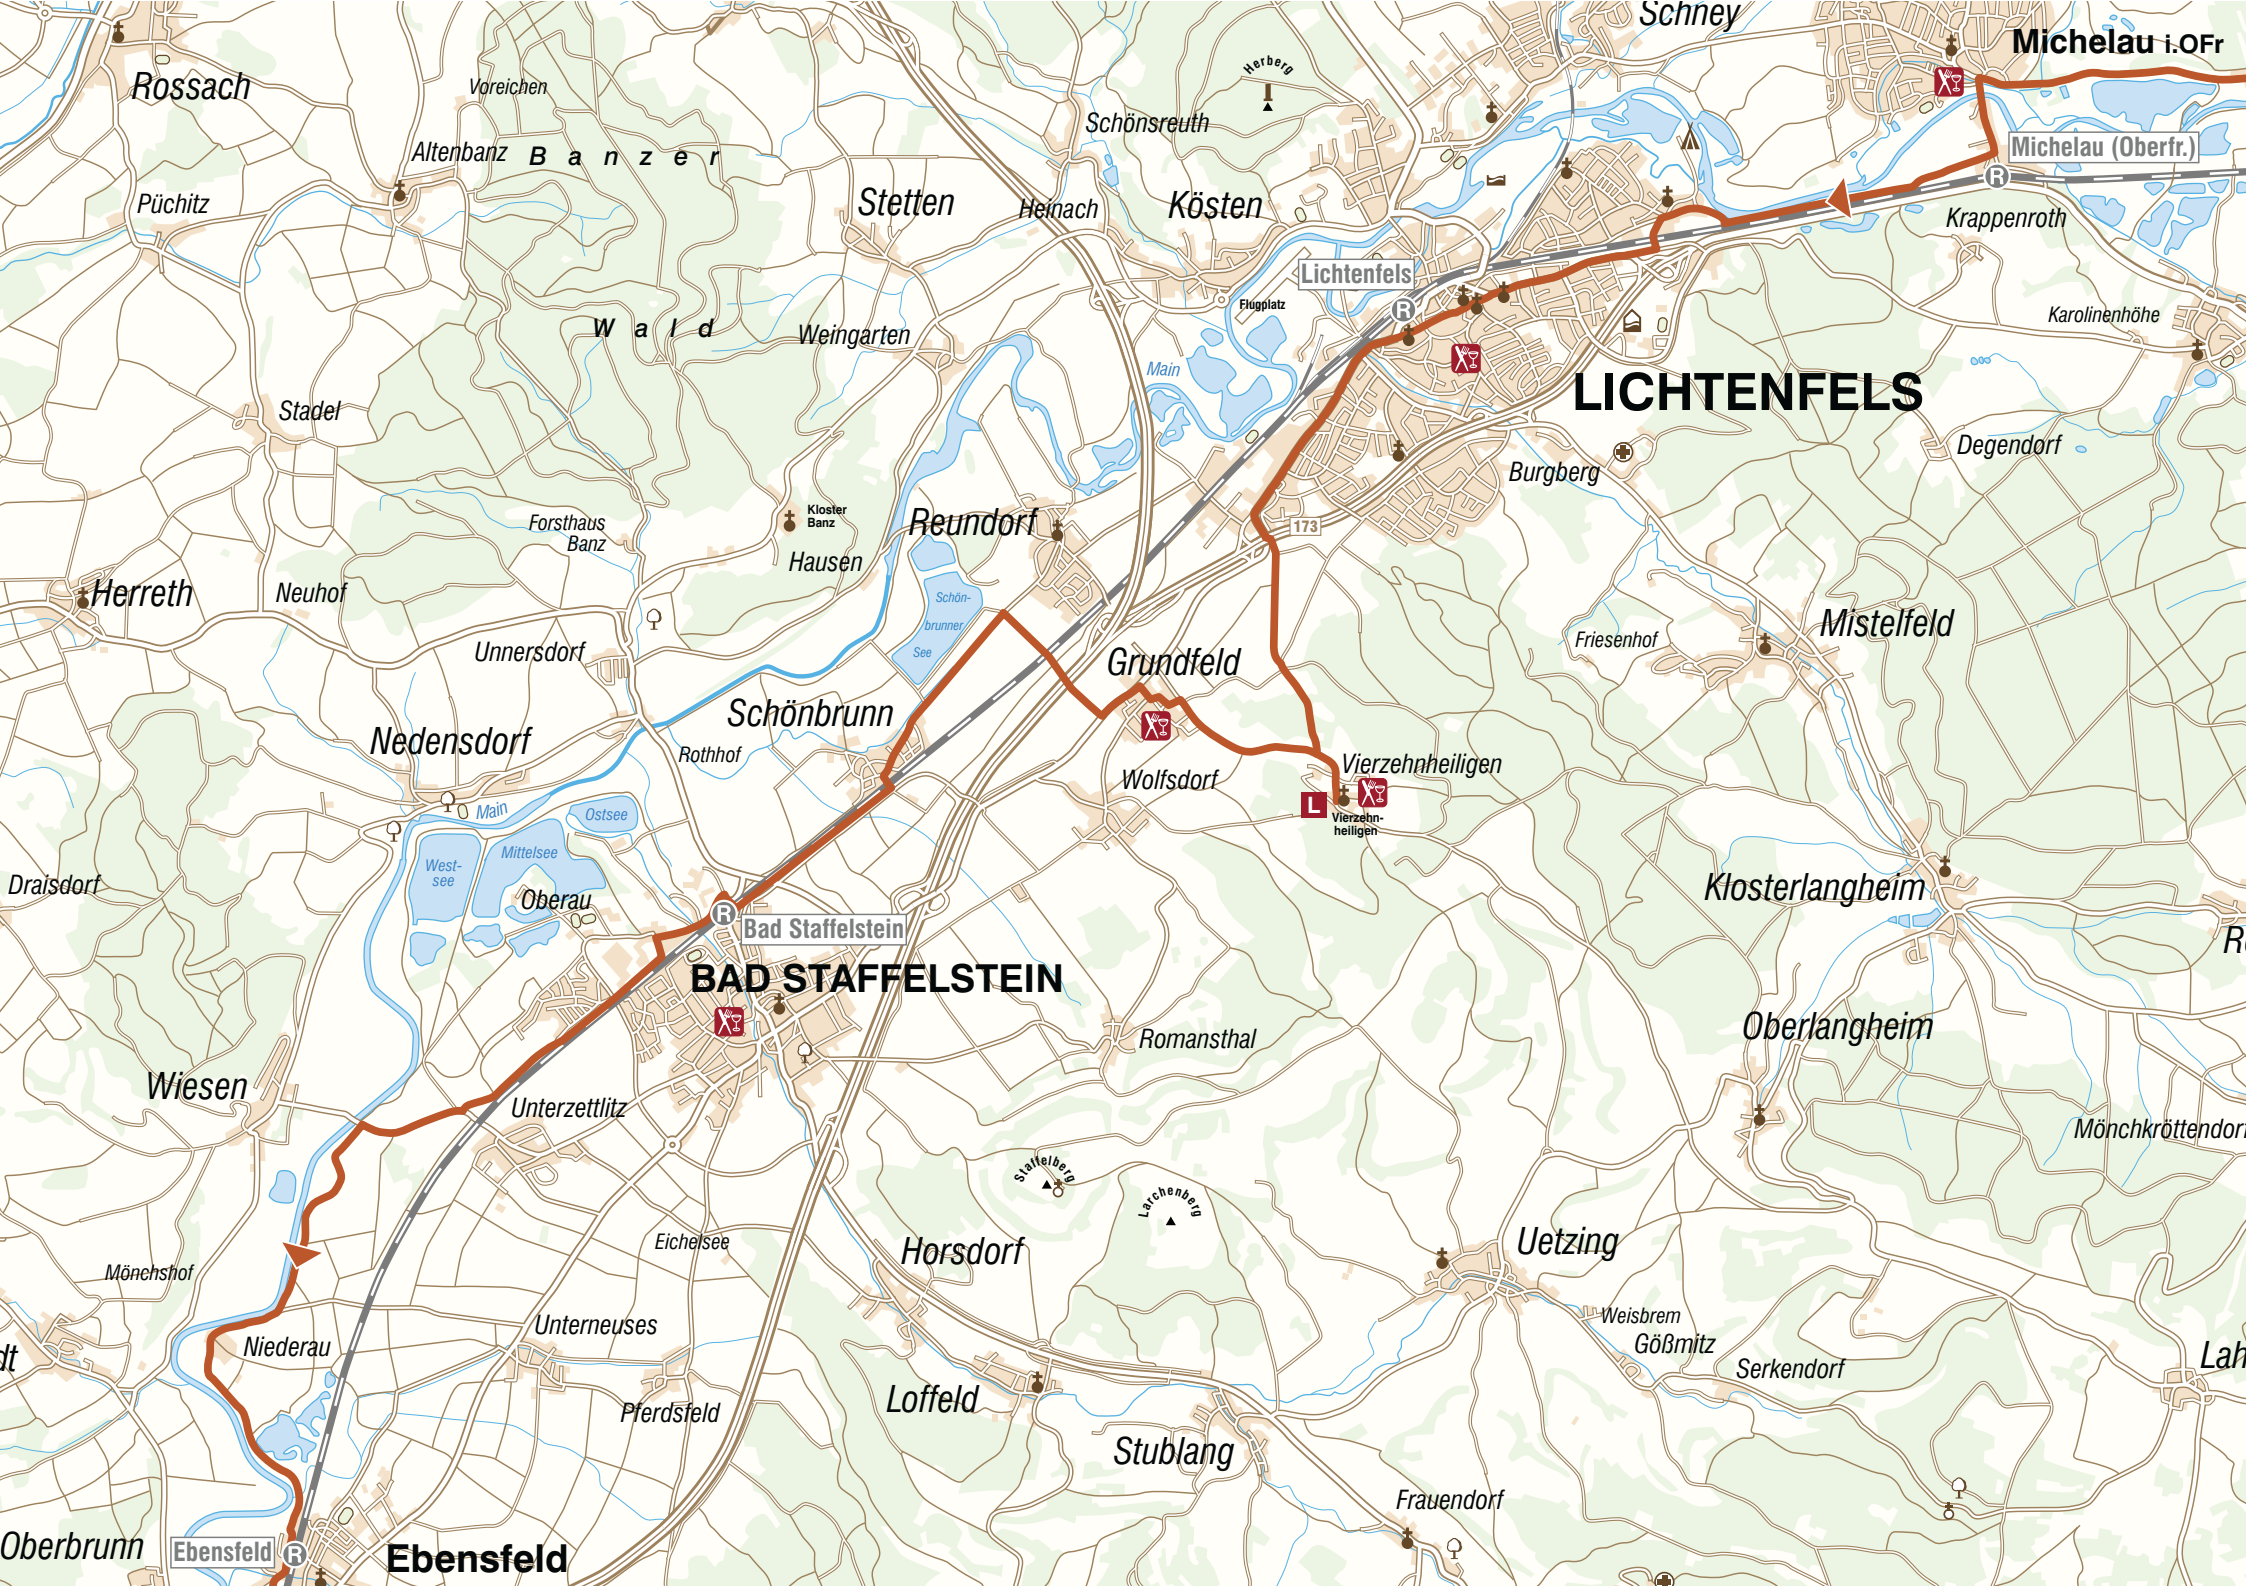 Schney
Michelau i.OFr
Rossach
Voreichen
Herberg
Schönsreuth
Altenbanz
Banzer
Michelau (Oberfr.)
R
Püchitz
Stetten
Heinach
Kösten
Krappenroth
Lichtenfels
R
Flugplatz
Karolinenhöhe
Wald
Weingarten
Main
LICHTENFELS
Stadel
Degendorf
Burgberg
Kloster
Banz
Forsthaus
Banz
Reundorf
173
Hausen
Herreth
Neuhof
Schön-
brunner
See
Mistelfeld
Friesenhof
Unnersdorf
Grundfeld
Schönbrunn
Nedensdorf
Rothhof
Wolfsdorf
Vierzehnheiligen
L
Vierzehn-
heiligen
Main
Ostsee
Mittelsee
West-
see
Draisdorf
Oberau
Klosterlangheim
R
Bad Staffelstein
BAD STAFFELSTEIN
Oberlangheim
Romansthal
Wiesen
Unterzettlitz
Mönchkröttendorf
Staffelberg
Larchenberg
Eichelsee
Horsdorf
Uetzing
Mönchshof
Weisbrem
Gößmitz
Unterneuses
Niederau
dt
Lah
Serkendorf
Loffeld
Pferdsfeld
Stublang
Frauendorf
Oberbrunn
Ebensfeld
R
Ebensfeld